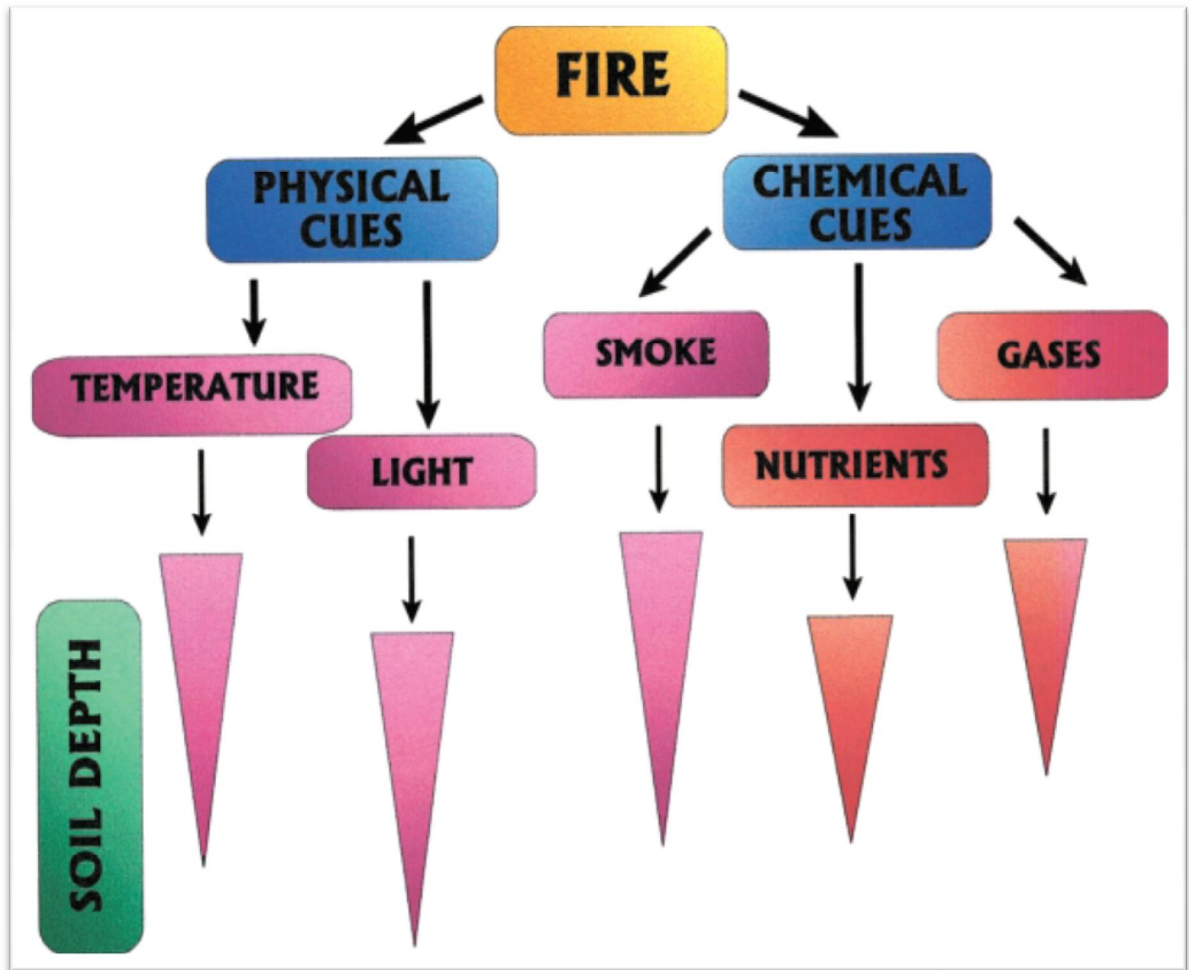 FIRE
PHYSICAL
CUES
CHEMICAL
CUES
TEMPERATURE
LIGHT
SMOKE
NUTRIENTS
GASES
SOIL DEPTH